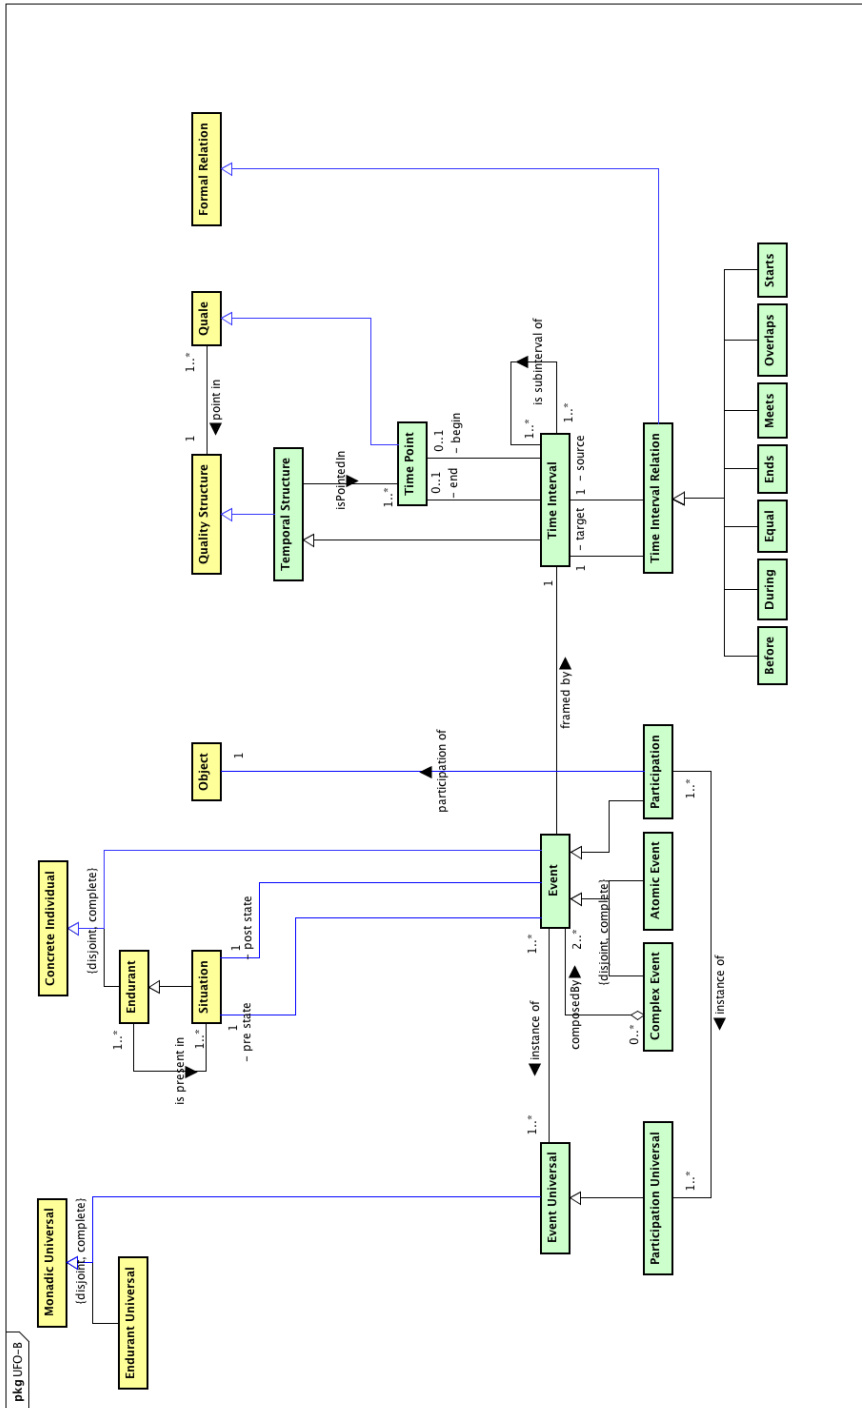 pkg UFO-B
Monadic Universal
{disjoint, complete}
Endurant Universal
Concrete Individual
{disjoint, complete}
Endurant
1..*
is present in
1..*
Situation
1
– pre state
1
– post state
Object
1
participation of
Quality Structure
1
point in
1..*
Quale
Formal Relation
Temporal Structure
isPointedIn
1..*
Time Point
0..1
– end
0..1
– begin
Event Universal
1..*
instance of
1..*
Event
2..*
composedBy
0..*
{disjoint, complete}
framed by
1
Time Interval
1..*
is subinterval of
1..*
1
– target
1
– source
Participation Universal
1..*
instance of
1..*
Complex Event
Atomic Event
Participation
Time Interval Relation
Before
During
Equal
Ends
Meets
Overlaps
Starts